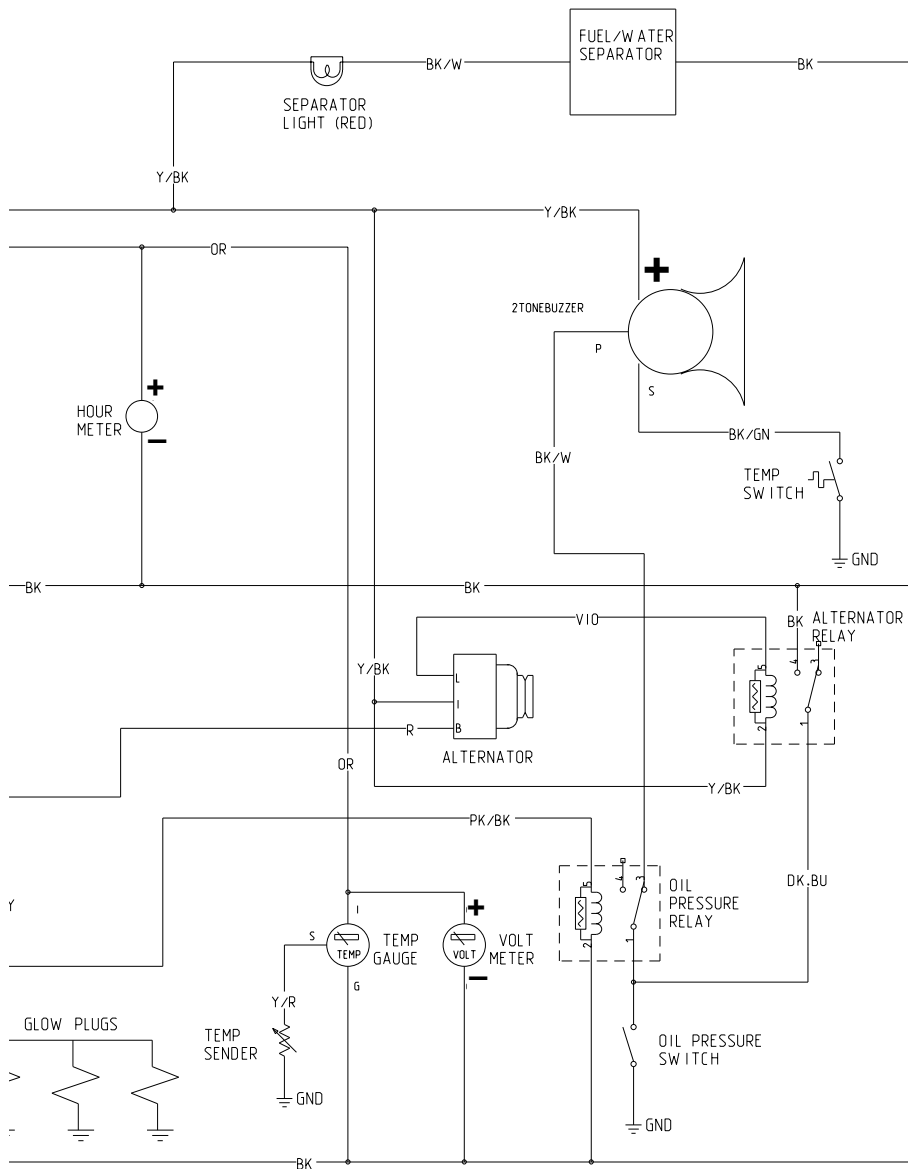 FUEL/WATER
SEPARATOR
BK/W
BK
SEPARATOR
LIGHT (RED)
Y/BK
Y/BK
OR
+
2TONEBUZZER
P
S
+
HOUR
METER
−
BK/GN
BK/W
TEMP
SWITCH
GND
BK
BK
BK
ALTERNATOR
RELAY
VIO
4
3
5
2
1
Y/BK
L
I
B
R
ALTERNATOR
OR
Y/BK
PK/BK
DK.BU
4
3
5
2
1
OIL
PRESSURE
RELAY
Y
I
+
S
TEMP
TEMP
GAUGE
VOLT
VOLT
METER
−
G
Y/R
GLOW PLUGS
TEMP
SENDER
OIL PRESSURE
SWITCH
GND
GND
BK